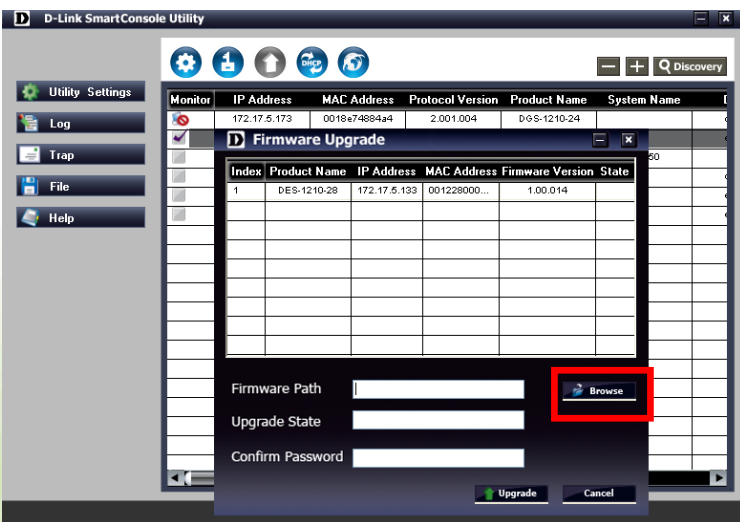 D D-Link SmartConsole Utility
DHCP
Discovery
Utility Settings
Log
Trap
File
Help
Monitor IP Address MAC Address Protocol Version Product Name System Name
172.17.5.173 0018e74884a4 2.001.004 DGS-1210-24
50
D Firmware Upgrade
Index Product Name IP Address MAC Address Firmware Version State
1 DES-1210-28 172.17.5.133 001228000... 1.00.014
Firmware Path
Browse
Upgrade State
Confirm Password
Upgrade Cancel